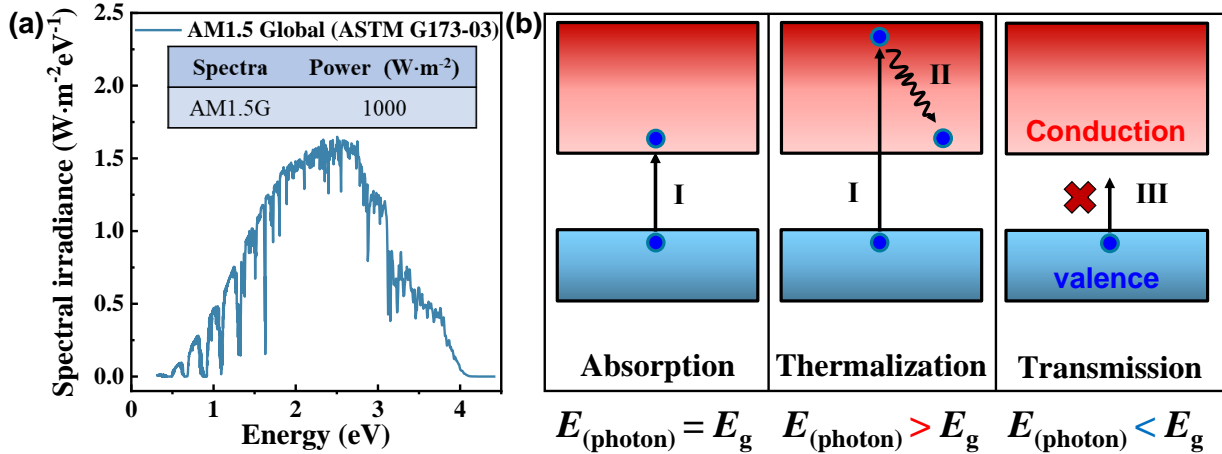 (a)
AM1.5 Global (ASTM G173-03)
Spectra Power (W·m⁻²)
AM1.5G 1000
Spectral irradiance (W·m⁻²eV⁻¹)
2.5
2.0
1.5
1.0
0.5
0.0
0 1 2 3 4
Energy (eV)
(b)
I
Absorption
E(photon) = Eg
I
II
Thermalization
E(photon) > Eg
Conduction
III
valence
Transmission
E(photon) < Eg